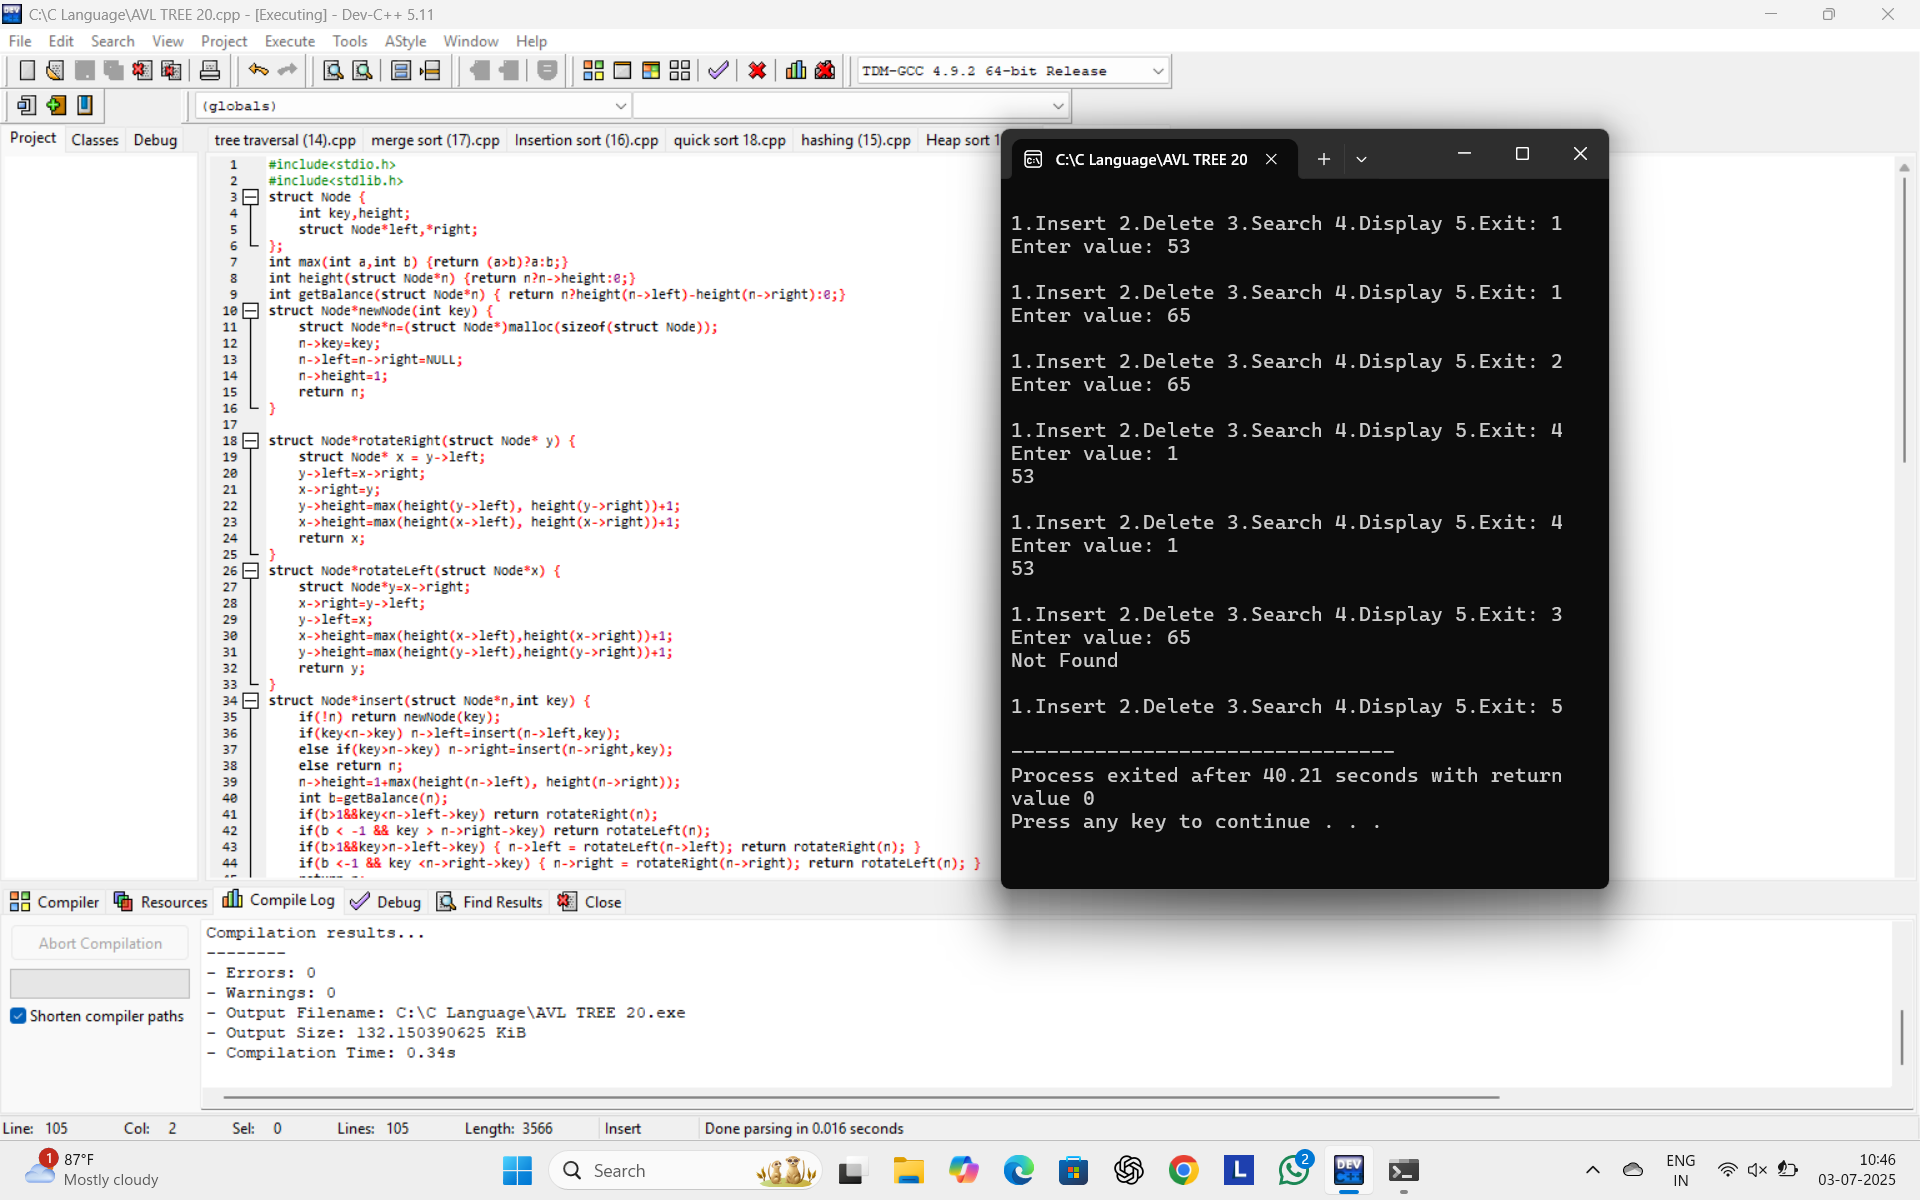 C:\C Language\AVL TREE 20.cpp - [Executing] - Dev-C++ 5.11
File Edit Search View Project Execute Tools AStyle Window Help
TDM-GCC 4.9.2 64-bit Release
(globals)
Project Classes Debug
tree traversal (14).cpp merge sort (17).cpp Insertion sort (16).cpp quick sort 18.cpp hashing (15).cpp Heap sort
1 #include<stdio.h>
2 #include<stdlib.h>
3 struct Node {
4 int key,height;
5 struct Node*left,*right;
6 };
7 int max(int a,int b) {return (a>b)?a:b;}
8 int height(struct Node*n) {return n?n->height:0;}
9 int getBalance(struct Node*n) { return n?height(n->left)-height(n->right):0;}
10 struct Node*newNode(int key) {
11 struct Node*n=(struct Node*)malloc(sizeof(struct Node));
12 n->key=key;
13 n->left=n->right=NULL;
14 n->height=1;
15 return n;
16 }
17
18 struct Node*rotateRight(struct Node* y) {
19 struct Node* x = y->left;
20 y->left=x->right;
21 x->right=y;
22 y->height=max(height(y->left), height(y->right))+1;
23 x->height=max(height(x->left), height(x->right))+1;
24 return x;
25 }
26 struct Node*rotateLeft(struct Node*x) {
27 struct Node*y=x->right;
28 x->right=y->left;
29 y->left=x;
30 x->height=max(height(x->left),height(x->right))+1;
31 y->height=max(height(y->left),height(y->right))+1;
32 return y;
33 }
34 struct Node*insert(struct Node*n,int key) {
35 if(!n) return newNode(key);
36 if(key<n->key) n->left=insert(n->left,key);
37 else if(key>n->key) n->right=insert(n->right,key);
38 else return n;
39 n->height=1+max(height(n->left), height(n->right));
40 int b=getBalance(n);
41 if(b>1&&key<n->left->key) return rotateRight(n);
42 if(b < -1 && key > n->right->key) return rotateLeft(n);
43 if(b>1&&key>n->left->key) { n->left = rotateLeft(n->left); return rotateRight(n); }
44 if(b <-1 && key <n->right->key) { n->right = rotateRight(n->right); return rotateLeft(n); }
C:\C Language\AVL TREE 20
1.Insert 2.Delete 3.Search 4.Display 5.Exit: 1
Enter value: 53
1.Insert 2.Delete 3.Search 4.Display 5.Exit: 1
Enter value: 65
1.Insert 2.Delete 3.Search 4.Display 5.Exit: 2
Enter value: 65
1.Insert 2.Delete 3.Search 4.Display 5.Exit: 4
Enter value: 1
53
1.Insert 2.Delete 3.Search 4.Display 5.Exit: 4
Enter value: 1
53
1.Insert 2.Delete 3.Search 4.Display 5.Exit: 3
Enter value: 65
Not Found
1.Insert 2.Delete 3.Search 4.Display 5.Exit: 5
--------------------------------
Process exited after 40.21 seconds with return
value 0
Press any key to continue . . .
Compiler Resources Compile Log Debug Find Results Close
Abort Compilation
Shorten compiler paths
Compilation results...
--------
- Errors: 0
- Warnings: 0
- Output Filename: C:\C Language\AVL TREE 20.exe
- Output Size: 132.150390625 KiB
- Compilation Time: 0.34s
Line: 105 Col: 2 Sel: 0 Lines: 105 Length: 3566 Insert Done parsing in 0.016 seconds
1 87°F
Mostly cloudy
Search
L
2
DEV
ENG
IN
10:46
03-07-2025